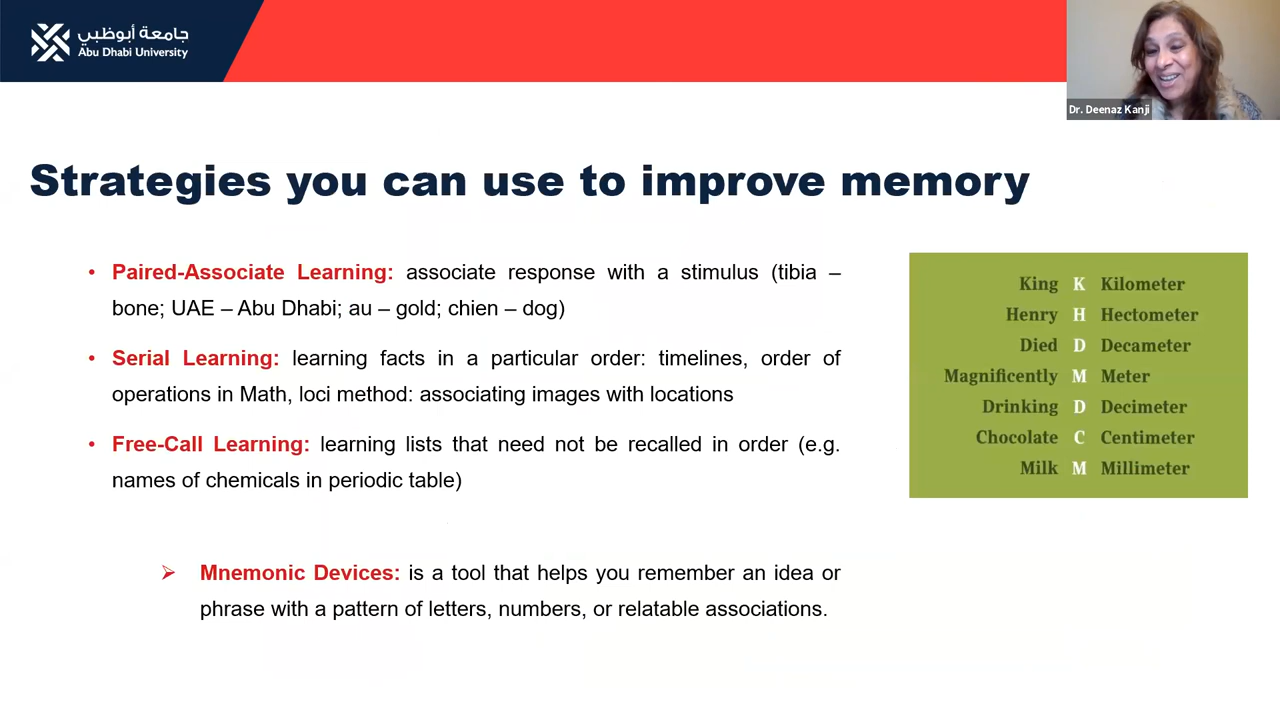 جامعة أبوظبي
Abu Dhabi University
Dr. Deenaz Kanji
Strategies you can use to improve memory
• Paired-Associate Learning: associate response with a stimulus (tibia –
bone; UAE – Abu Dhabi; au – gold; chien – dog)
• Serial Learning: learning facts in a particular order: timelines, order of
operations in Math, loci method: associating images with locations
• Free-Call Learning: learning lists that need not be recalled in order (e.g.
names of chemicals in periodic table)
➢ Mnemonic Devices: is a tool that helps you remember an idea or
phrase with a pattern of letters, numbers, or relatable associations.
King K Kilometer
Henry H Hectometer
Died D Decameter
Magnificently M Meter
Drinking D Decimeter
Chocolate C Centimeter
Milk M Millimeter